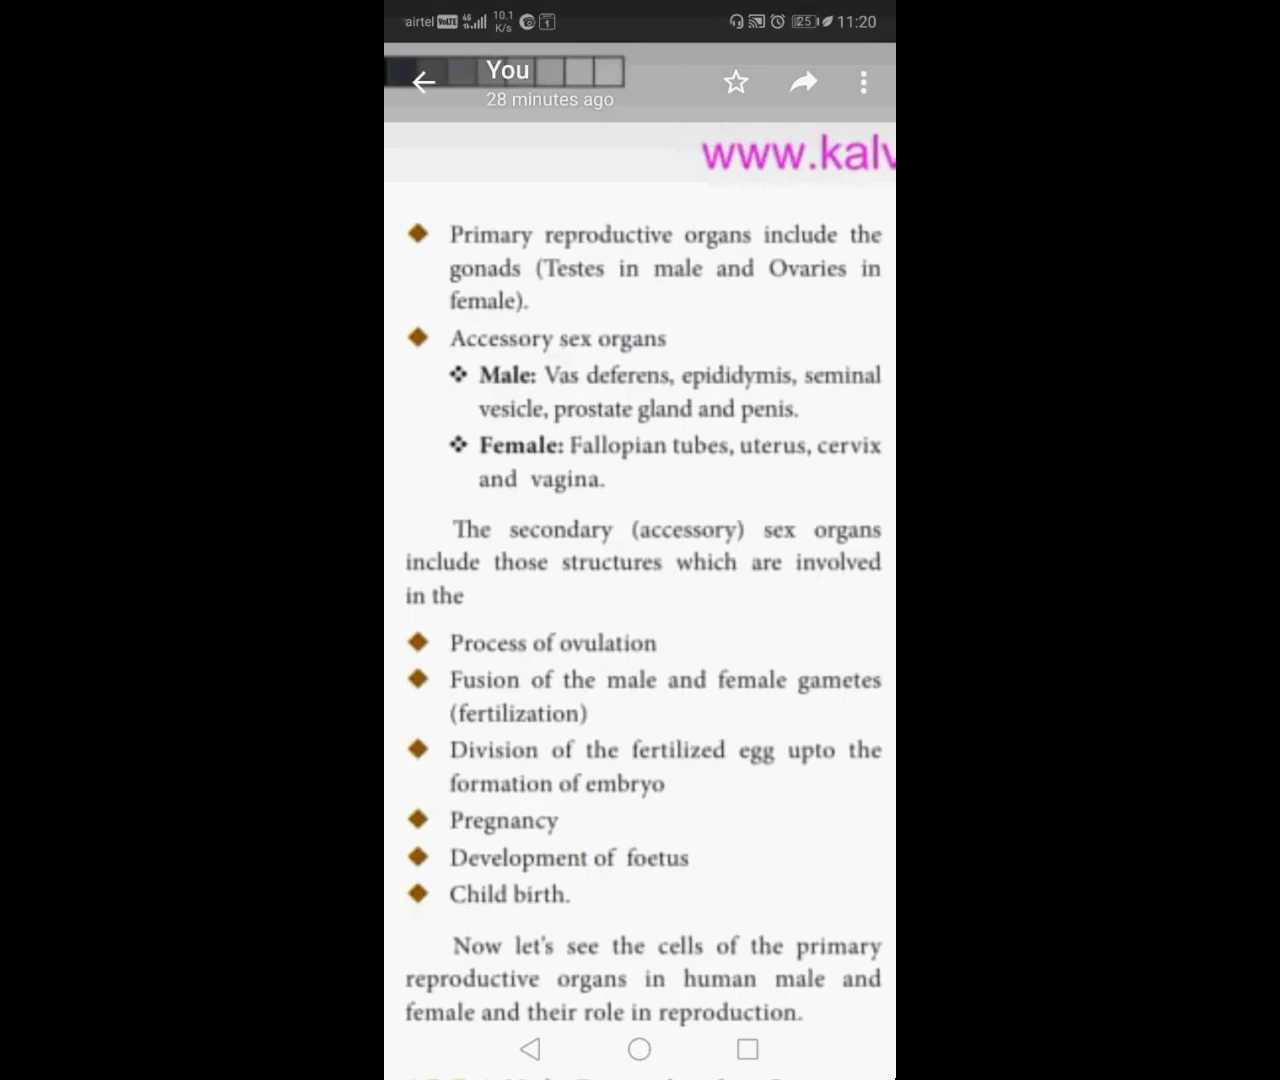 airtel VoLTE 4G 10.1 K/s 1 25 11:20
You
28 minutes ago
www.kalv
Primary reproductive organs include the
gonads (Testes in male and Ovaries in
female).
Accessory sex organs
Male: Vas deferens, epididymis, seminal
vesicle, prostate gland and penis.
Female: Fallopian tubes, uterus, cervix
and vagina.
The secondary (accessory) sex organs
include those structures which are involved
in the
Process of ovulation
Fusion of the male and female gametes
(fertilization)
Division of the fertilized egg upto the
formation of embryo
Pregnancy
Development of foetus
Child birth.
Now let's see the cells of the primary
reproductive organs in human male and
female and their role in reproduction.